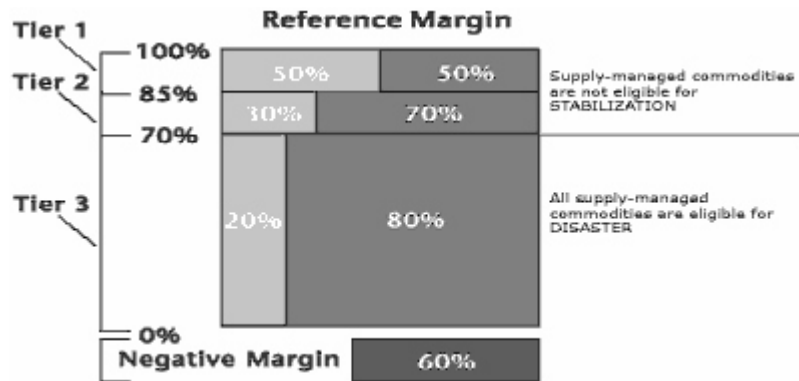 Reference Margin
Tier 1
100%
50% 50%
Supply-managed commodities
are not eligible for
STABILIZATION
Tier 2
85%
30% 70%
70%
Tier 3
20% 80%
All supply-managed
commodities are eligible for
DISASTER
0%
Negative Margin 60%